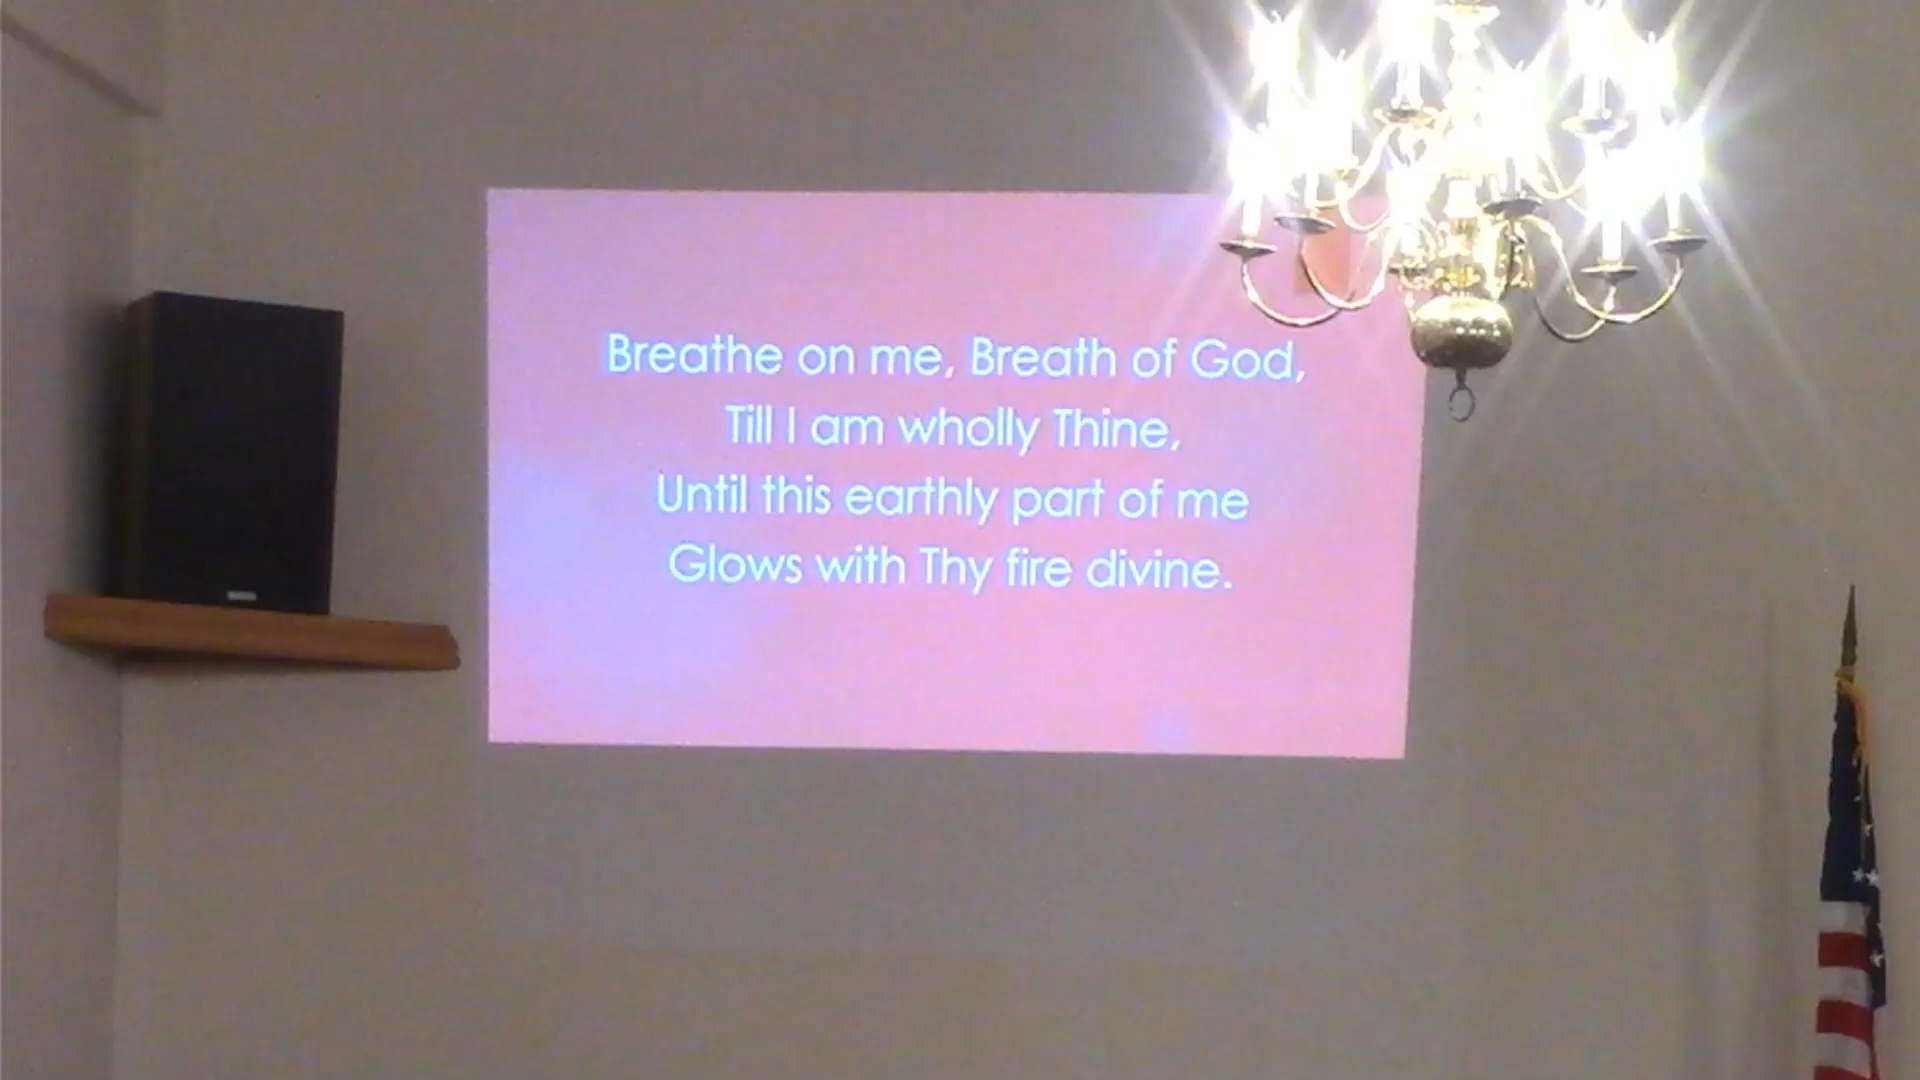 Breathe on me, Breath of God,
Till I am wholly Thine,
Until this earthly part of me
Glows with Thy fire divine.